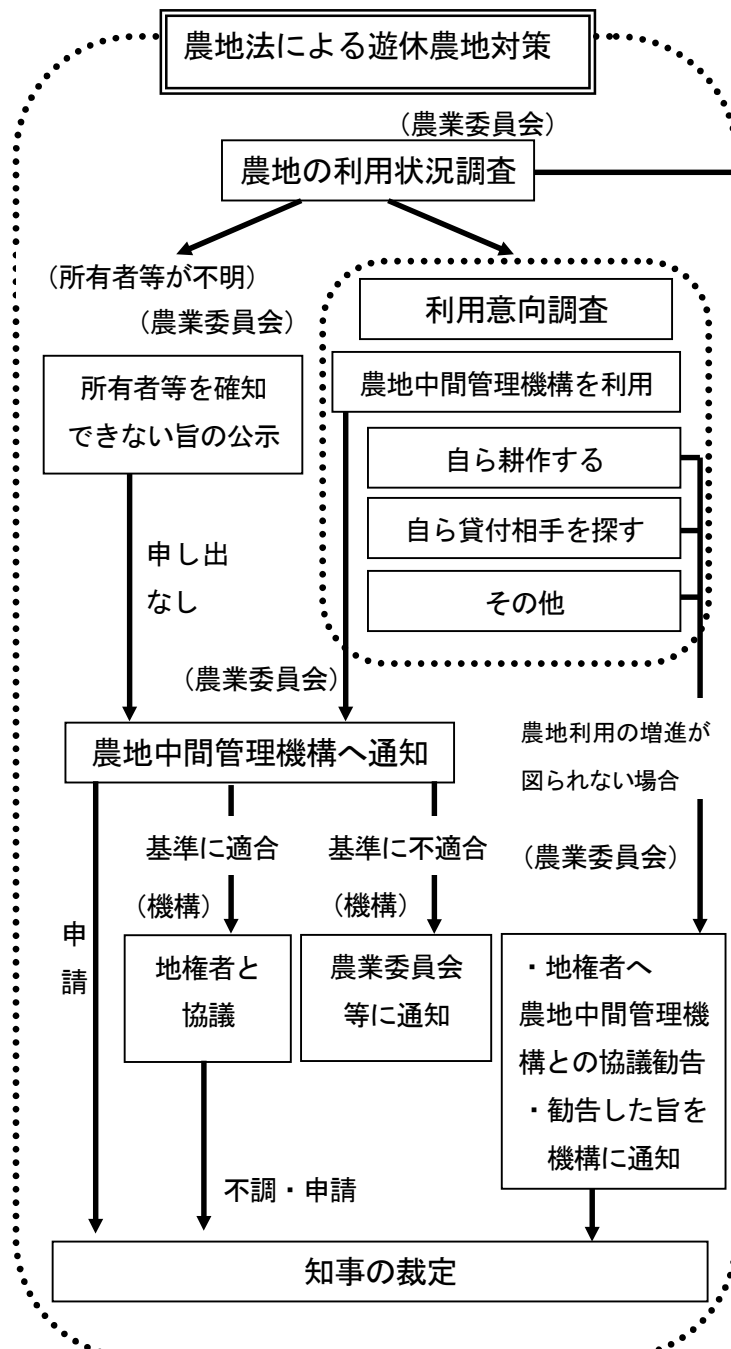 農地法による遊休農地対策
（農業委員会）
農地の利用状況調査
（所有者等が不明）
（農業委員会）
所有者等を確知
できない旨の公示
利用意向調査
農地中間管理機構を利用
自ら耕作する
自ら貸付相手を探す
その他
申し出
なし
（農業委員会）
農地中間管理機構へ通知
農地利用の増進が
図られない場合
（農業委員会）
基準に適合
基準に不適合
（機構）
（機構）
申
請
地権者と
協議
農業委員会
等に通知
・地権者へ
農地中間管理機
構との協議勧告
・勧告した旨を
機構に通知
不調・申請
知事の裁定